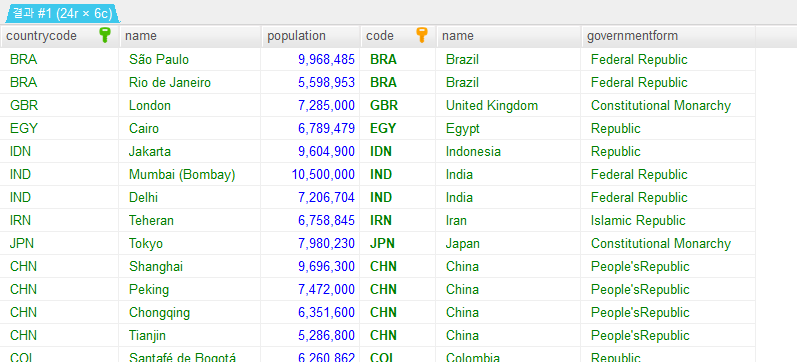 결과 #1 (24r × 6c)
countrycode name population code name governmentform
BRA São Paulo 9,968,485 BRA Brazil Federal Republic
BRA Rio de Janeiro 5,598,953 BRA Brazil Federal Republic
GBR London 7,285,000 GBR United Kingdom Constitutional Monarchy
EGY Cairo 6,789,479 EGY Egypt Republic
IDN Jakarta 9,604,900 IDN Indonesia Republic
IND Mumbai (Bombay) 10,500,000 IND India Federal Republic
IND Delhi 7,206,704 IND India Federal Republic
IRN Teheran 6,758,845 IRN Iran Islamic Republic
JPN Tokyo 7,980,230 JPN Japan Constitutional Monarchy
CHN Shanghai 9,696,300 CHN China People'sRepublic
CHN Peking 7,472,000 CHN China People'sRepublic
CHN Chongqing 6,351,600 CHN China People'sRepublic
CHN Tianjin 5,286,800 CHN China People'sRepublic
COL Santafé de Bogotá 6,260,862 COL Colombia Republic